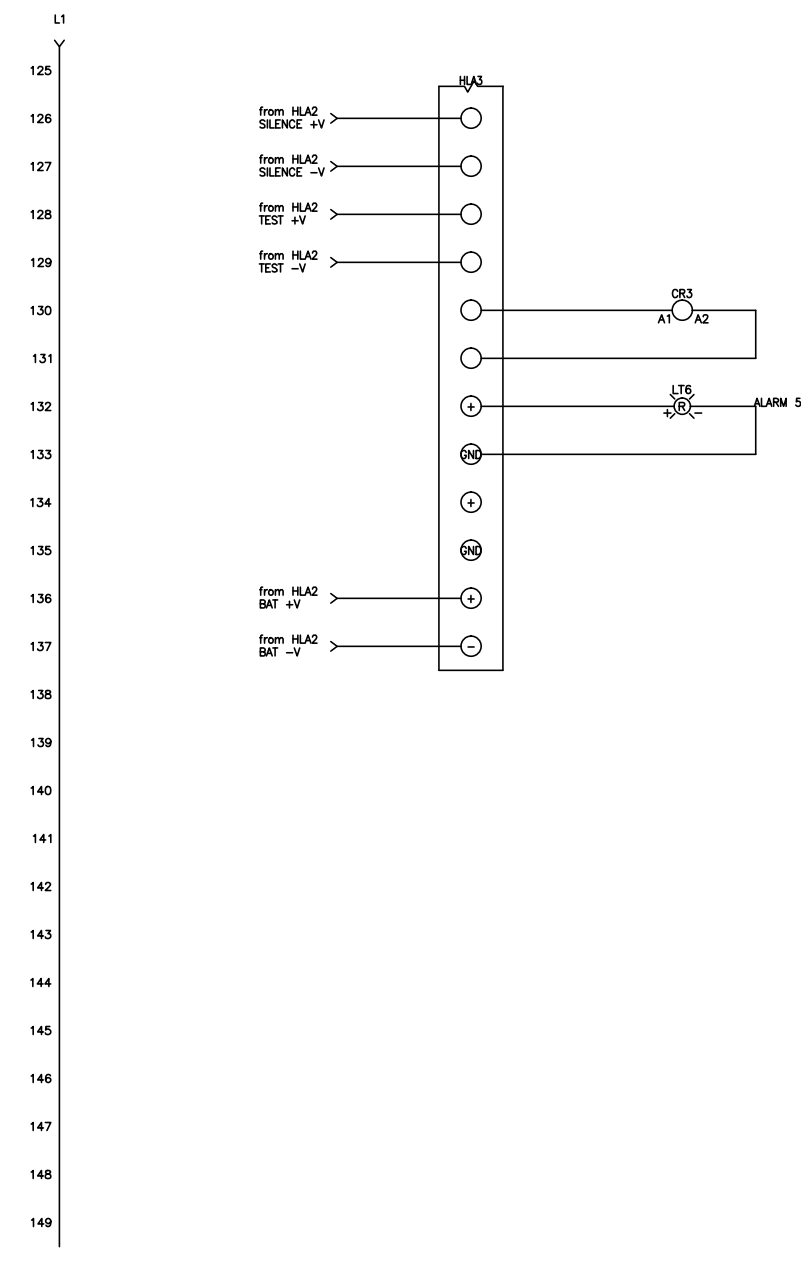 L1
125
HLA3
126
from HLA2
SILENCE +V
127
from HLA2
SILENCE -V
128
from HLA2
TEST +V
129
from HLA2
TEST -V
CR3
130
A1 A2
131
LT6
132
+
R
+ -
ALARM 5
133
GND
134
+
135
GND
136
from HLA2
BAT +V
+
137
from HLA2
BAT -V
-
138
139
140
141
142
143
144
145
146
147
148
149